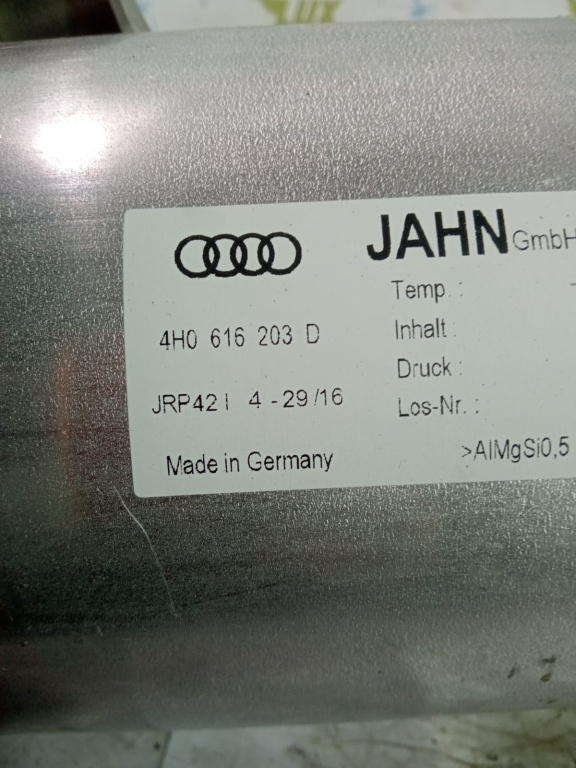 LUX
JAHN GmbH
Temp. :
4H0 616 203 D
Inhalt :
Druck :
JRP42 I 4 - 29/16
Los-Nr. :
Made in Germany
>AlMgSi0,5